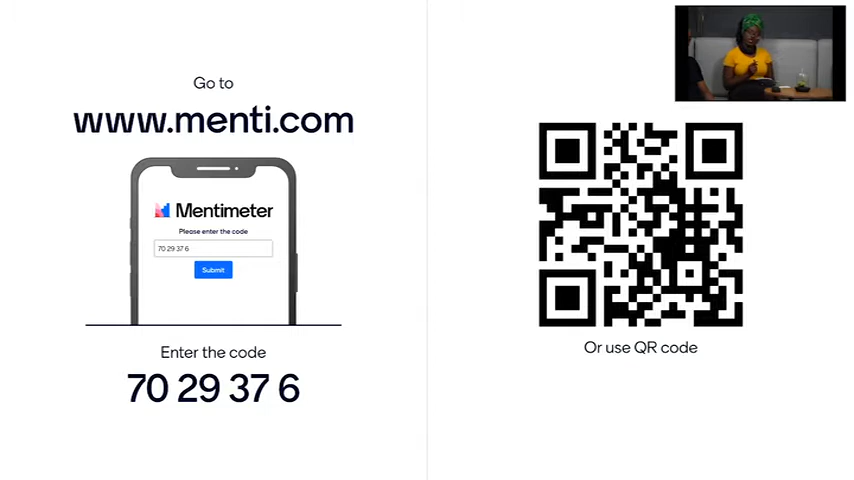 Go to
www.menti.com
Mentimeter
Please enter the code
70 29 37 6
Submit
Enter the code
70 29 37 6
Or use QR code